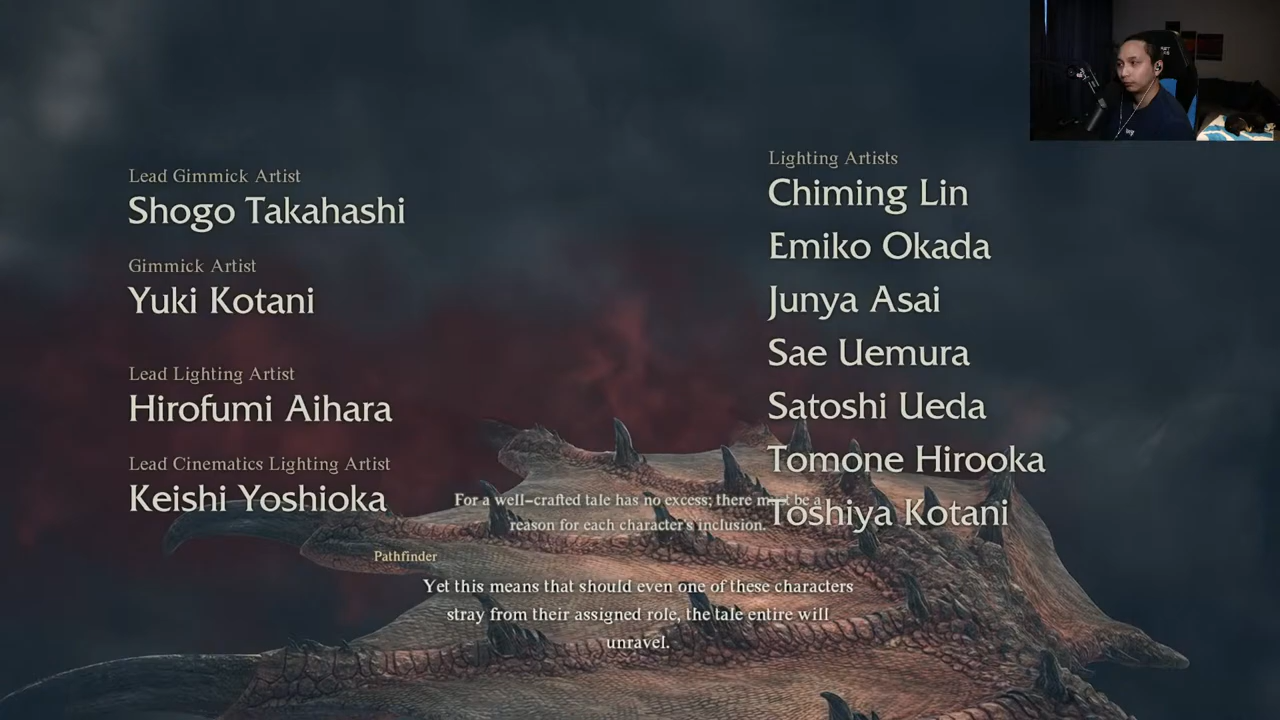 Lead Gimmick Artist
Shogo Takahashi
Gimmick Artist
Yuki Kotani
Lead Lighting Artist
Hirofumi Aihara
Lead Cinematics Lighting Artist
Keishi Yoshioka
Lighting Artists
Chiming Lin
Emiko Okada
Junya Asai
Sae Uemura
Satoshi Ueda
Tomone Hirooka
Toshiya Kotani
For a well-crafted tale has no excess; there must be a
reason for each character's inclusion.
Pathfinder
Yet this means that should even one of these characters
stray from their assigned role, the tale entire will
unravel.